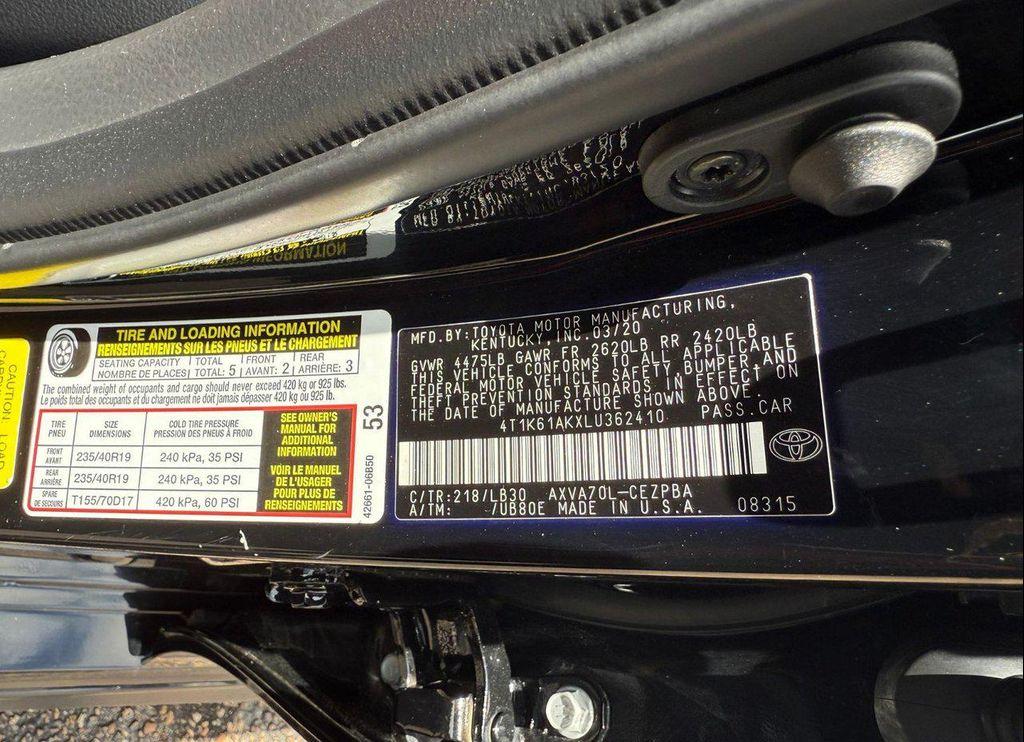 CAUTION
LOAD
TIRE AND LOADING INFORMATION
RENSEIGNEMENTS SUR LES PNEUS ET LE CHARGEMENT
SEATING CAPACITY TOTAL FRONT REAR
NOMBRE DE PLACES TOTAL: 5 AVANT: 2 ARRIÈRE: 3
The combined weight of occupants and cargo should never exceed 420 kg or 925 lbs.
Le poids total des occupants et du chargement ne doit jamais dépasser 420 kg ou 925 lb.
TIRE SIZE COLD TIRE PRESSURE
PNEU DIMENSIONS PRESSION DES PNEUS À FROID
FRONT
AVANT 235/40R19 240 kPa, 35 PSI
REAR
ARRIÈRE 235/40R19 240 kPa, 35 PSI
SPARE
DE SECOURS T155/70D17 420 kPa, 60 PSI
SEE OWNER'S
MANUAL FOR
ADDITIONAL
INFORMATION
VOIR LE MANUEL
DE L'USAGER
POUR PLUS DE
RENSEIGNEMENTS
53
42661-06B50
MFD.BY:TOYOTA MOTOR MANUFACTURING,
KENTUCKY,INC.03/20
GVWR 4475LB GAWR FR 2620LB RR 2420LB
THIS VEHICLE CONFORMS TO ALL APPLICABLE
FEDERAL MOTOR VEHICLE SAFETY BUMPER, AND
THEFT PREVENTION STANDARDS IN EFFECT ON
THE DATE OF MANUFACTURE SHOWN ABOVE.
4T1K61AKXLU362410 PASS.CAR
C/TR:218/LB30 AXVA70L-CEZPBA
A/TM: /UB80E MADE IN U.S.A. 08315